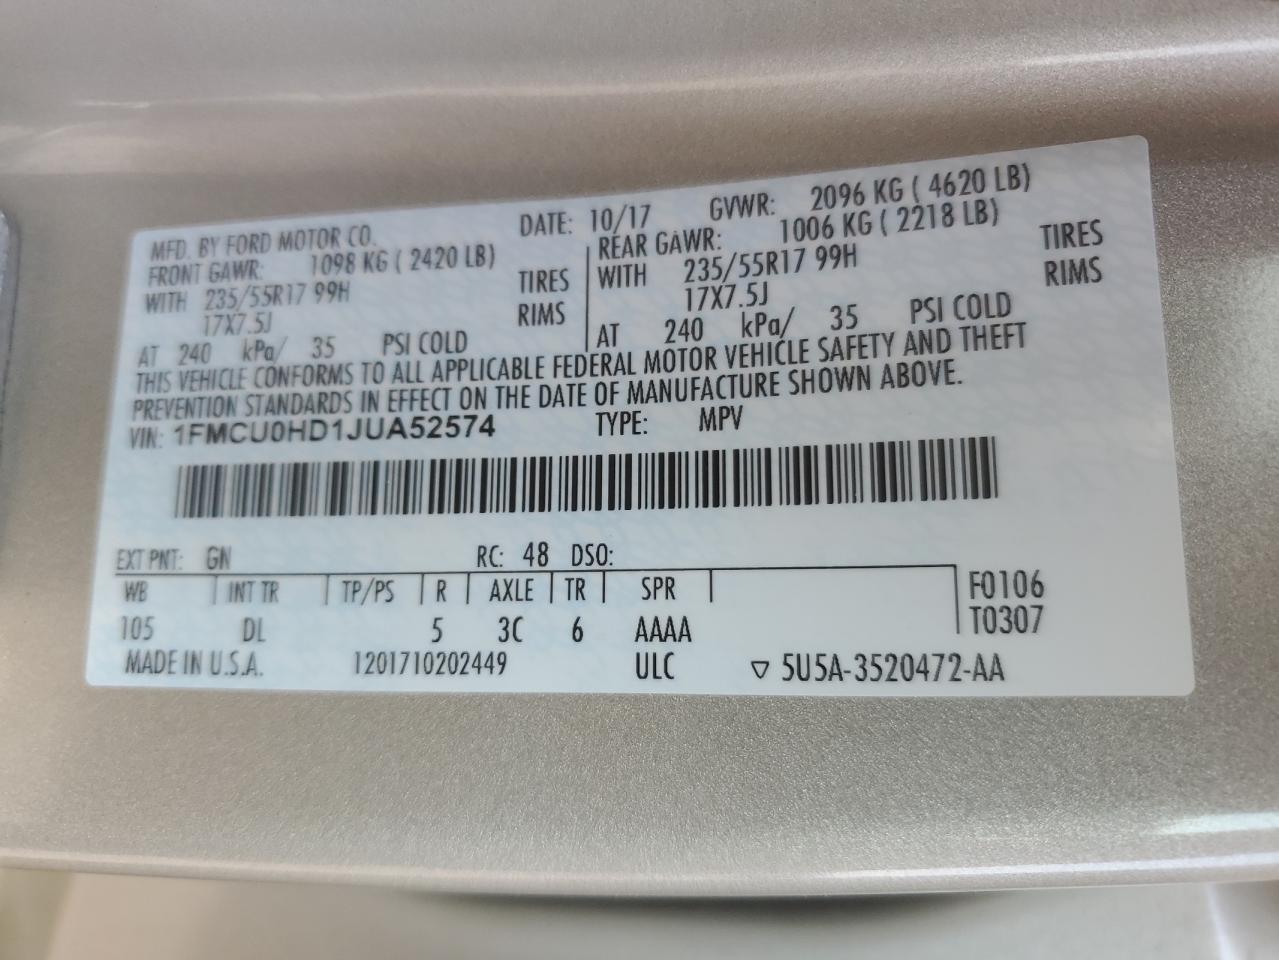 MFD. BY FORD MOTOR CO. DATE: 10/17 GVWR: 2096 KG ( 4620 LB)
FRONT GAWR: 1098 KG ( 2420 LB) REAR GAWR: 1006 KG ( 2218 LB)
WITH 235/55R17 99H TIRES WITH 235/55R17 99H TIRES
17X7.5J RIMS 17X7.5J RIMS
AT 240 kPa/ 35 PSI COLD AT 240 kPa/ 35 PSI COLD
THIS VEHICLE CONFORMS TO ALL APPLICABLE FEDERAL MOTOR VEHICLE SAFETY AND THEFT
PREVENTION STANDARDS IN EFFECT ON THE DATE OF MANUFACTURE SHOWN ABOVE.
VIN: 1FMCU0HD1JUA52574 TYPE: MPV
EXT PNT: GN RC: 48 DSO:
WB INT TR TP/PS R AXLE TR SPR F0106
105 DL 5 3C 6 AAAA T0307
MADE IN U.S.A. 1201710202449 ULC ▽ 5U5A-3520472-AA